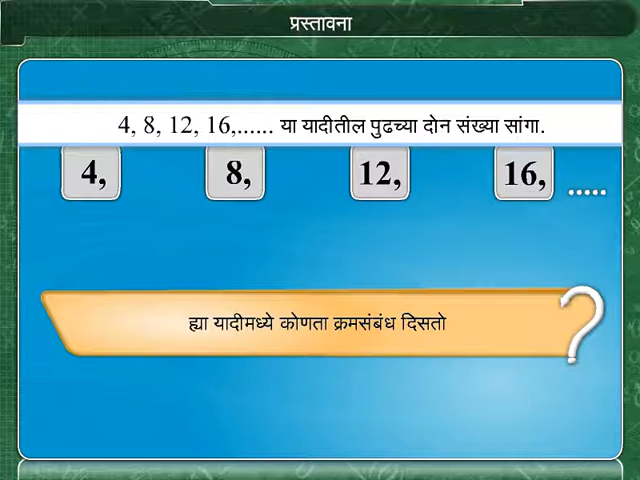 प्रस्तावना
4, 8, 12, 16,...... या यादीतील पुढच्या दोन संख्या सांगा.
4, 8, 12, 16, .....
ह्या यादीमध्ये कोणता क्रमसंबंध दिसतो ?